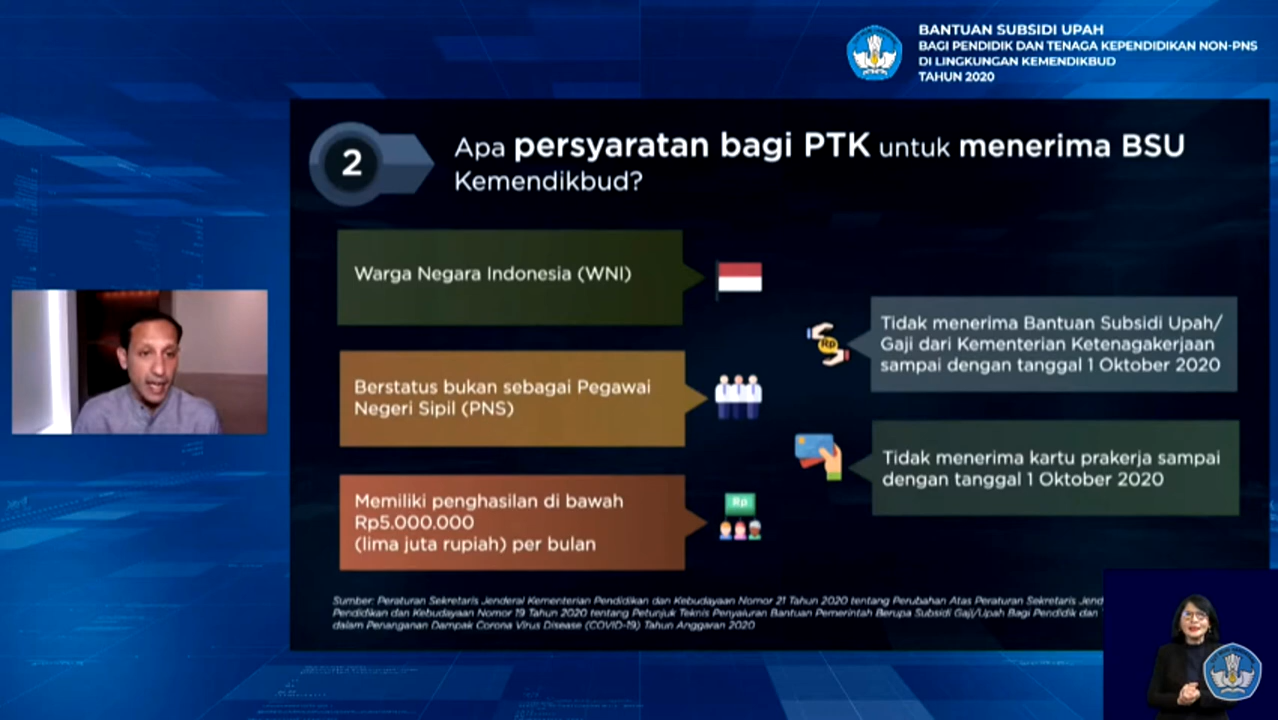 BANTUAN SUBSIDI UPAH
BAGI PENDIDIK DAN TENAGA KEPENDIDIKAN NON-PNS
DI LINGKUNGAN KEMENDIKBUD
TAHUN 2020
2
Apa persyaratan bagi PTK untuk menerima BSU
Kemendikbud?
Warga Negara Indonesia (WNI)
Berstatus bukan sebagai Pegawai
Negeri Sipil (PNS)
Memiliki penghasilan di bawah
Rp5.000.000
(lima juta rupiah) per bulan
Rp
Rp
Tidak menerima Bantuan Subsidi Upah/
Gaji dari Kementerian Ketenagakerjaan
sampai dengan tanggal 1 Oktober 2020
Tidak menerima kartu prakerja sampai
dengan tanggal 1 Oktober 2020
Sumber: Peraturan Sekretaris Jenderal Kementerian Pendidikan dan Kebudayaan Nomor 21 Tahun 2020 tentang Perubahan Atas Peraturan Sekretaris Jend
Pendidikan dan Kebudayaan Nomor 19 Tahun 2020 tentang Petunjuk Teknis Penyaluran Bantuan Pemerintah Berupa Subsidi Gaji/Upah Bagi Pendidik dan
dalam Penanganan Dampak Corona Virus Disease (COVID-19) Tahun Anggaran 2020